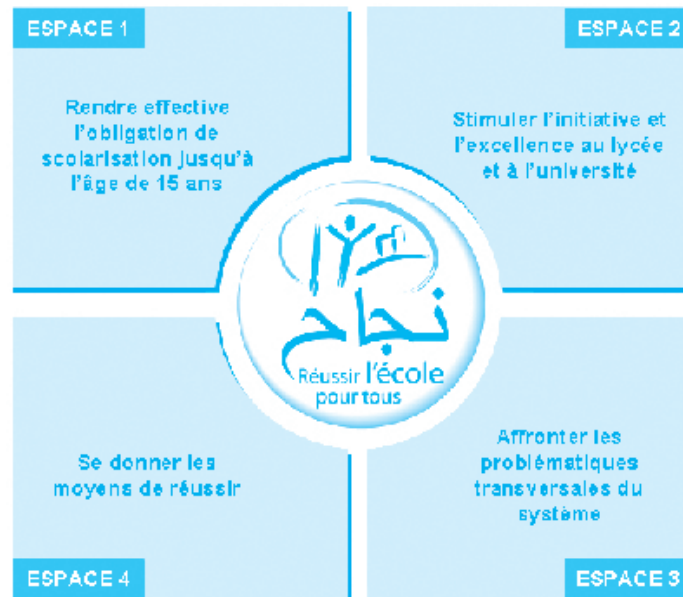 ESPACE 1
Rendre effective
l'obligation de
scolarisation jusqu'à
l'âge de 15 ans
ESPACE 2
Stimuler l'initiative et
l'excellence au lycée
et à l'université
نجاح
Réussir l'école
pour tous
Se donner les
moyens de réussir
ESPACE 4
Affronter les
problématiques
transversales du
système
ESPACE 3